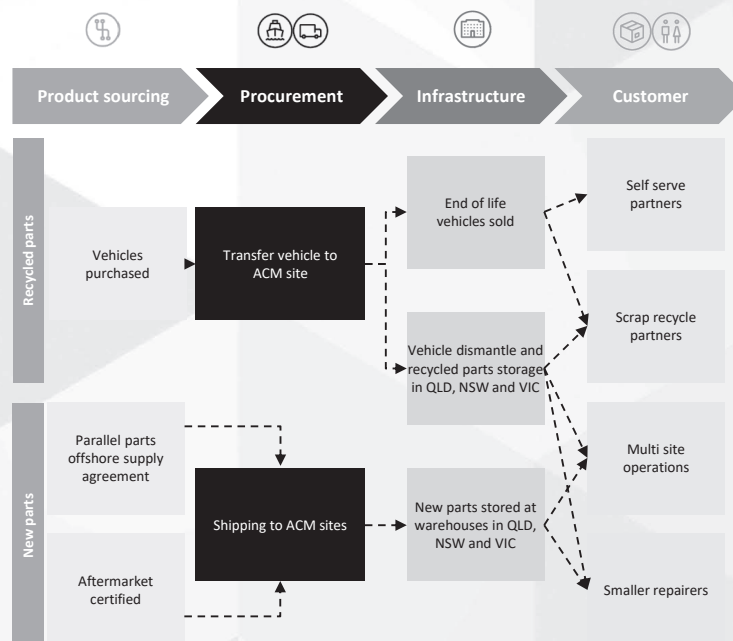 Product sourcing
Procurement
Infrastructure
Customer
Recycled parts
Vehicles
purchased
Transfer vehicle to
ACM site
End of life
vehicles sold
Vehicle dismantle and
recycled parts storage
in QLD, NSW and VIC
Self serve
partners
Scrap recycle
partners
New parts
Parallel parts
offshore supply
agreement
Aftermarket
certified
Shipping to ACM sites
New parts stored at
warehouses in QLD,
NSW and VIC
Multi site
operations
Smaller repairers